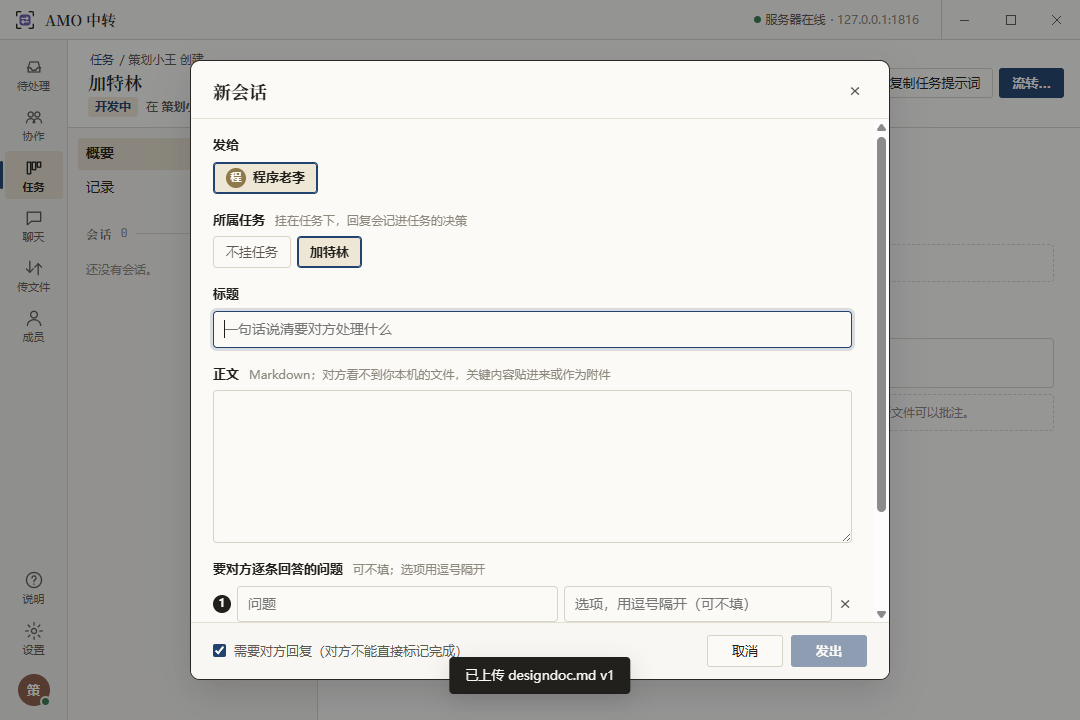 AMO 中转
服务器在线 · 127.0.0.1:1816
待处理
协作
任务
聊天
传文件
成员
说明
设置
策
任务 / 策划小王 创建
加特林
开发中 在 策划小
复制任务提示词
流转...
概要
记录
会话 0
还没有会话。
文件可以批注。
新会话
发给
程 程序老李
所属任务 挂在任务下，回复会记进任务的决策
不挂任务 加特林
标题
一句话说清要对方处理什么
正文 Markdown；对方看不到你本机的文件，关键内容贴进来或作为附件
要对方逐条回答的问题 可不填；选项用逗号隔开
1 问题 选项，用逗号隔开（可不填）
需要对方回复（对方不能直接标记完成）
取消 发出
已上传 designdoc.md v1